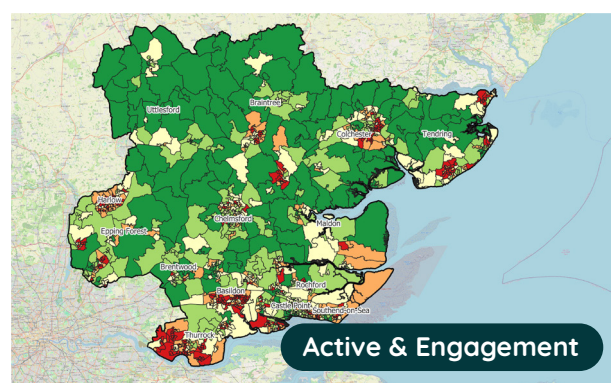 Uttlesford
Braintree
Colchester
Tendring
Harlow
Chelmsford
Maldon
Epping Forest
Brentwood
Basildon
Rochford
Castle Point
Southend-on-Sea
Thurrock
Active & Engagement